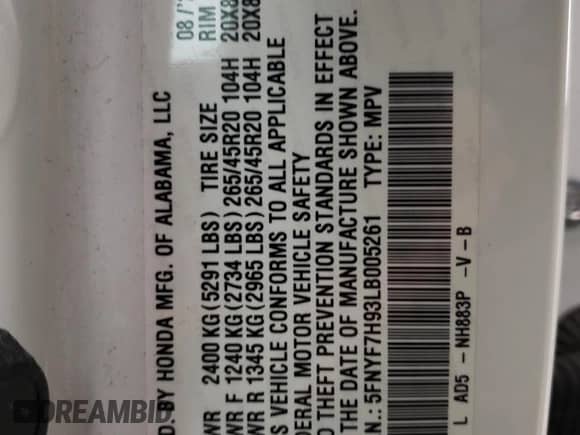 08/
D. BY HONDA MFG. OF ALABAMA, LLC
WR 2400 KG (5291 LBS) TIRE SIZE RIM
WR F 1240 KG (2734 LBS) 265/45R20 104H 20X8
WR R 1345 KG (2965 LBS) 265/45R20 104H 20X8
S VEHICLE CONFORMS TO ALL APPLICABLE
DERAL MOTOR VEHICLE SAFETY
D THEFT PREVENTION STANDARDS IN EFFECT
THE DATE OF MANUFACTURE SHOWN ABOVE.
N.: 5FNYF7H93LB005261 TYPE: MPV
L AD5 - NH883P -V-B
DREAMBID